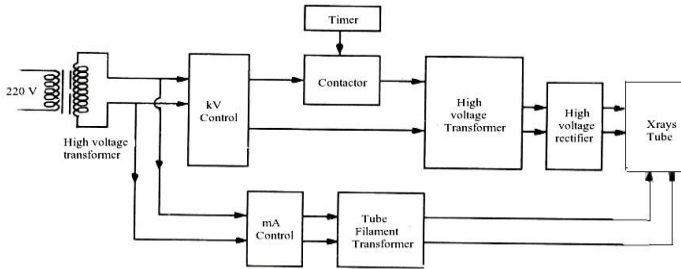 Timer
220 V
Contactor
kV
Control
High
voltage
Transformer
High
voltage
rectifier
Xrays
Tube
High voltage
transformer
mA
Control
Tube
Filament
Transformer